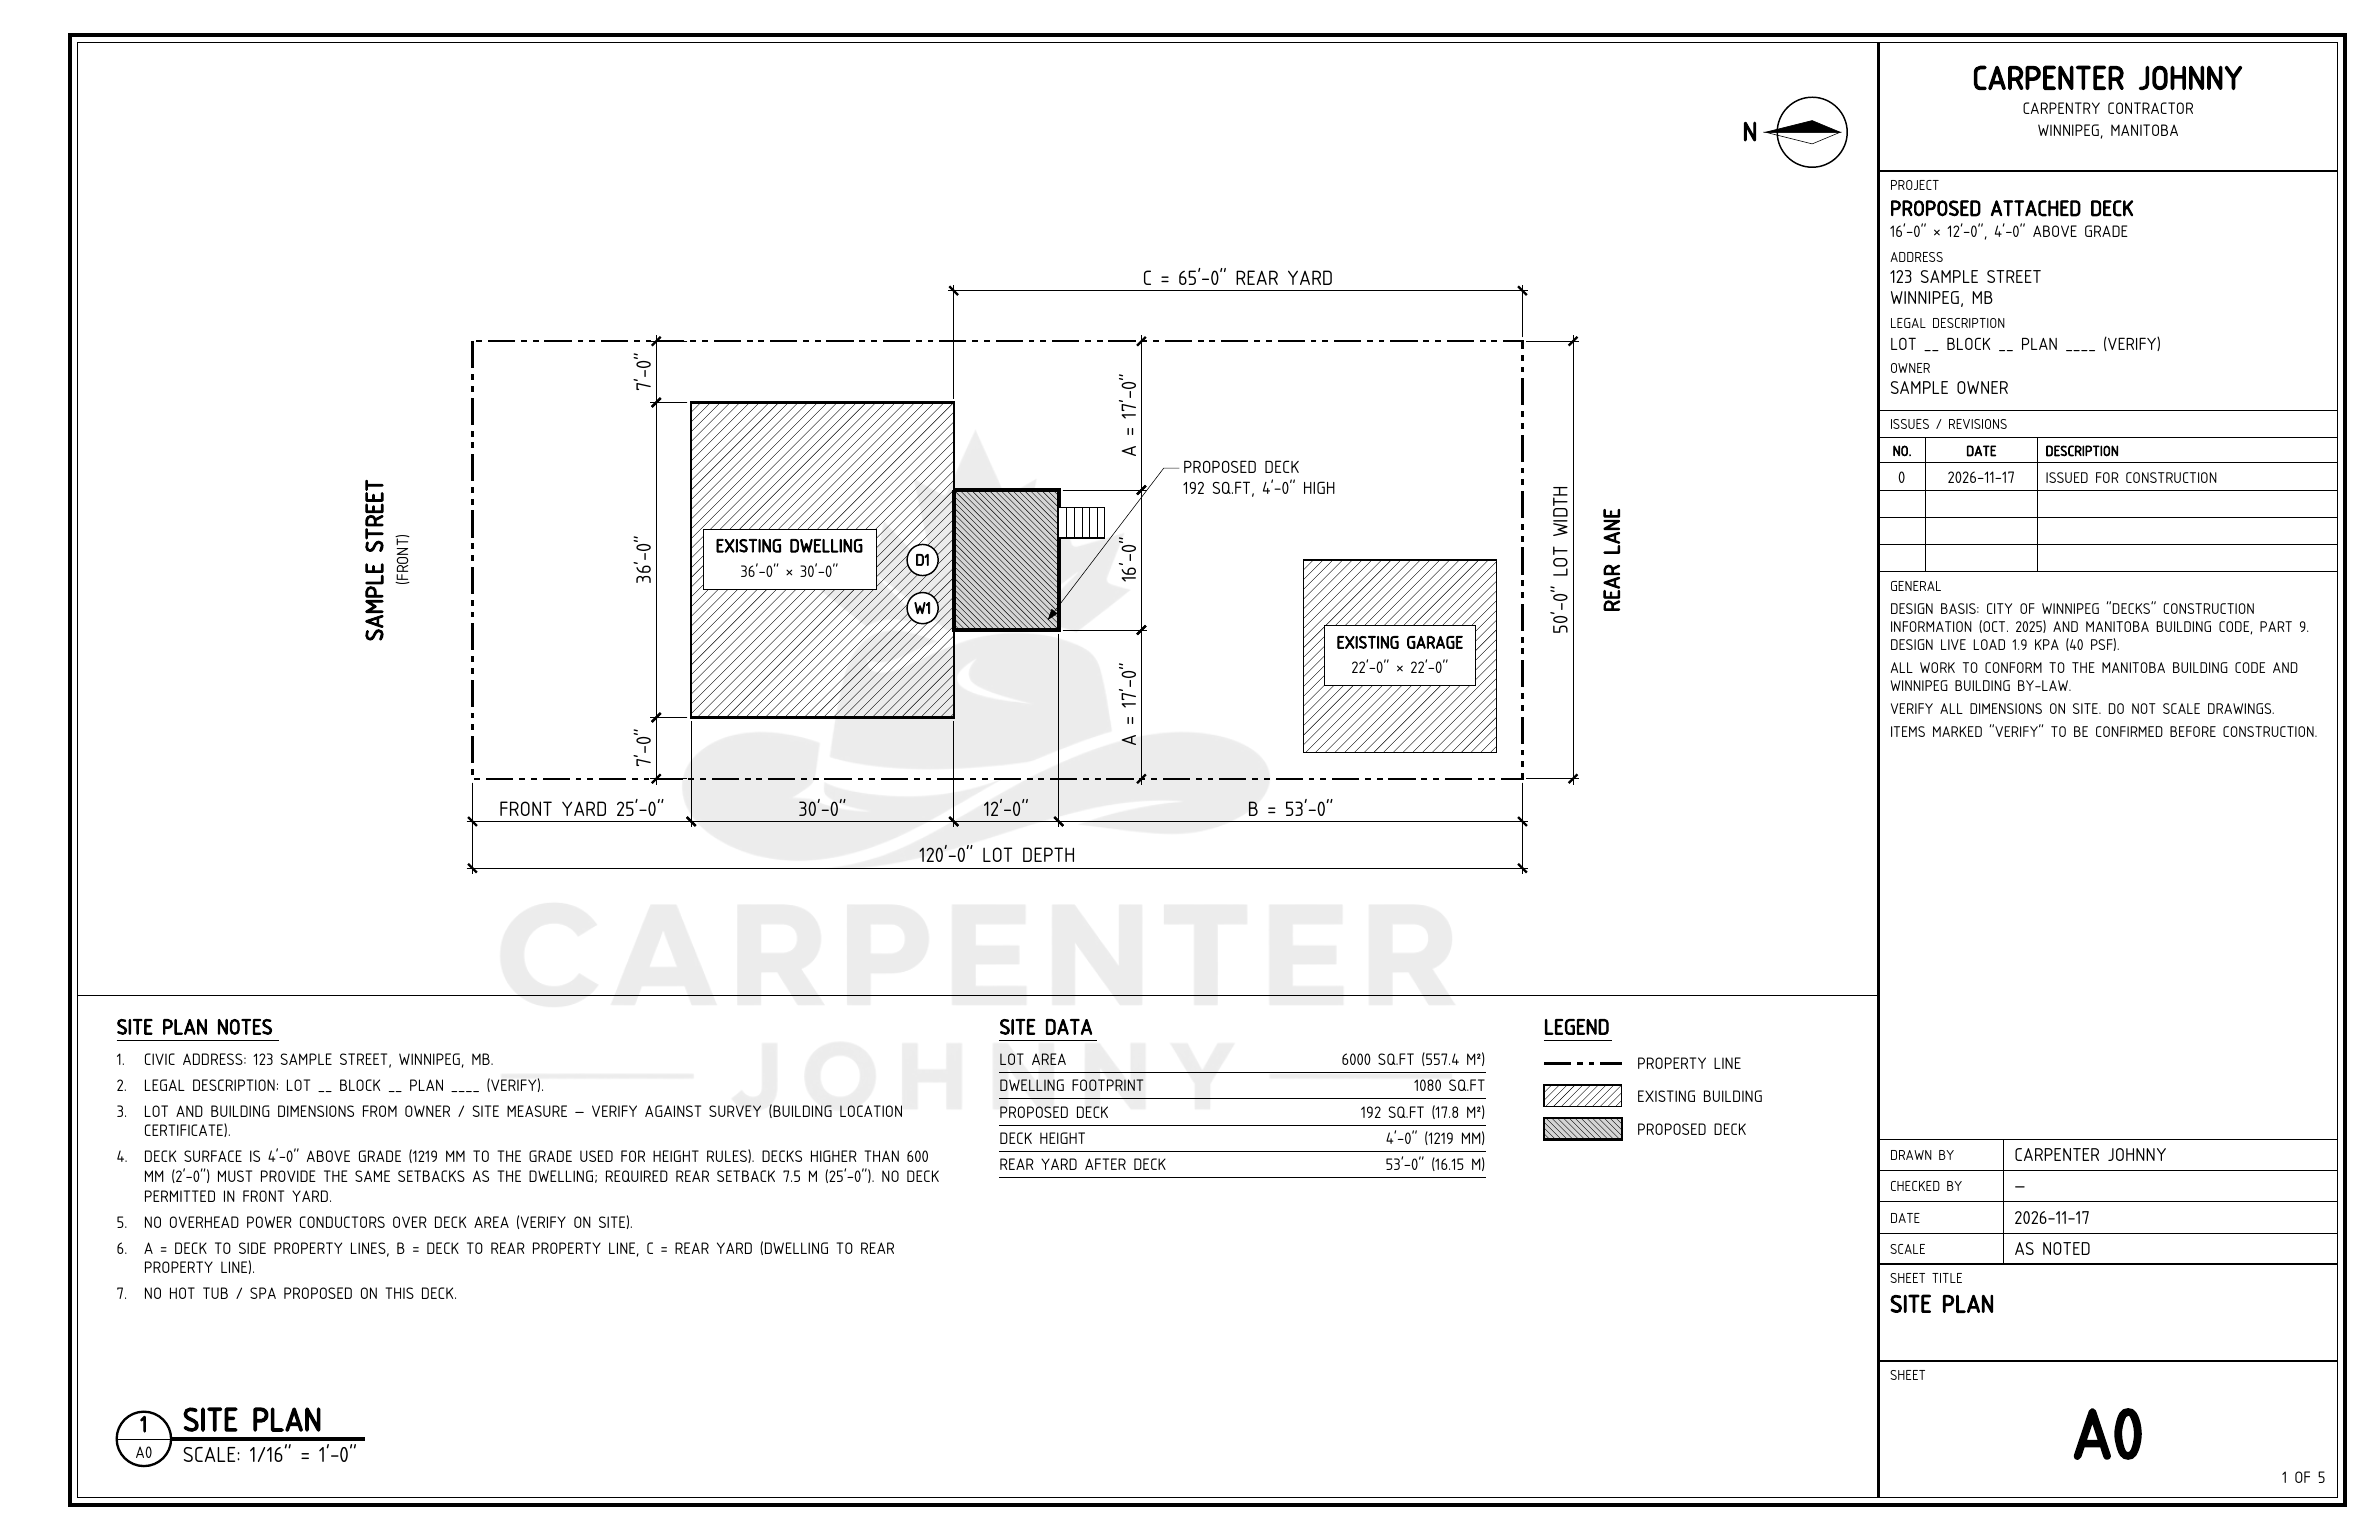 N
C = 65'-0" REAR YARD
7'-0"
36'-0"
7'-0"
A = 17'-0"
16'-0"
A = 17'-0"
PROPOSED DECK
192 SQ.FT, 4'-0" HIGH
EXISTING DWELLING
36'-0" × 30'-0"
D1
W1
EXISTING GARAGE
22'-0" × 22'-0"
SAMPLE STREET
(FRONT)
50'-0" LOT WIDTH
REAR LANE
FRONT YARD 25'-0"
30'-0"
12'-0"
B = 53'-0"
120'-0" LOT DEPTH
CARPENTER
JOHNNY
SITE PLAN NOTES
1. CIVIC ADDRESS: 123 SAMPLE STREET, WINNIPEG, MB.
2. LEGAL DESCRIPTION: LOT __ BLOCK __ PLAN ____ (VERIFY).
3. LOT AND BUILDING DIMENSIONS FROM OWNER / SITE MEASURE – VERIFY AGAINST SURVEY (BUILDING LOCATION
CERTIFICATE).
4. DECK SURFACE IS 4'-0" ABOVE GRADE (1219 MM TO THE GRADE USED FOR HEIGHT RULES). DECKS HIGHER THAN 600
MM (2'-0") MUST PROVIDE THE SAME SETBACKS AS THE DWELLING; REQUIRED REAR SETBACK 7.5 M (25'-0"). NO DECK
PERMITTED IN FRONT YARD.
5. NO OVERHEAD POWER CONDUCTORS OVER DECK AREA (VERIFY ON SITE).
6. A = DECK TO SIDE PROPERTY LINES, B = DECK TO REAR PROPERTY LINE, C = REAR YARD (DWELLING TO REAR
PROPERTY LINE).
7. NO HOT TUB / SPA PROPOSED ON THIS DECK.
SITE DATA
LOT AREA 6000 SQ.FT (557.4 M²)
DWELLING FOOTPRINT 1080 SQ.FT
PROPOSED DECK 192 SQ.FT (17.8 M²)
DECK HEIGHT 4'-0" (1219 MM)
REAR YARD AFTER DECK 53'-0" (16.15 M)
LEGEND
PROPERTY LINE
EXISTING BUILDING
PROPOSED DECK
1
A0
SITE PLAN
SCALE: 1/16" = 1'-0"
CARPENTER JOHNNY
CARPENTRY CONTRACTOR
WINNIPEG, MANITOBA
PROJECT
PROPOSED ATTACHED DECK
16'-0" × 12'-0", 4'-0" ABOVE GRADE
ADDRESS
123 SAMPLE STREET
WINNIPEG, MB
LEGAL DESCRIPTION
LOT __ BLOCK __ PLAN ____ (VERIFY)
OWNER
SAMPLE OWNER
ISSUES / REVISIONS
NO. DATE DESCRIPTION
0 2026-11-17 ISSUED FOR CONSTRUCTION
GENERAL
DESIGN BASIS: CITY OF WINNIPEG "DECKS" CONSTRUCTION
INFORMATION (OCT. 2025) AND MANITOBA BUILDING CODE, PART 9.
DESIGN LIVE LOAD 1.9 KPA (40 PSF).
ALL WORK TO CONFORM TO THE MANITOBA BUILDING CODE AND
WINNIPEG BUILDING BY-LAW.
VERIFY ALL DIMENSIONS ON SITE. DO NOT SCALE DRAWINGS.
ITEMS MARKED "VERIFY" TO BE CONFIRMED BEFORE CONSTRUCTION.
DRAWN BY CARPENTER JOHNNY
CHECKED BY –
DATE 2026-11-17
SCALE AS NOTED
SHEET TITLE
SITE PLAN
SHEET
A0
1 OF 5